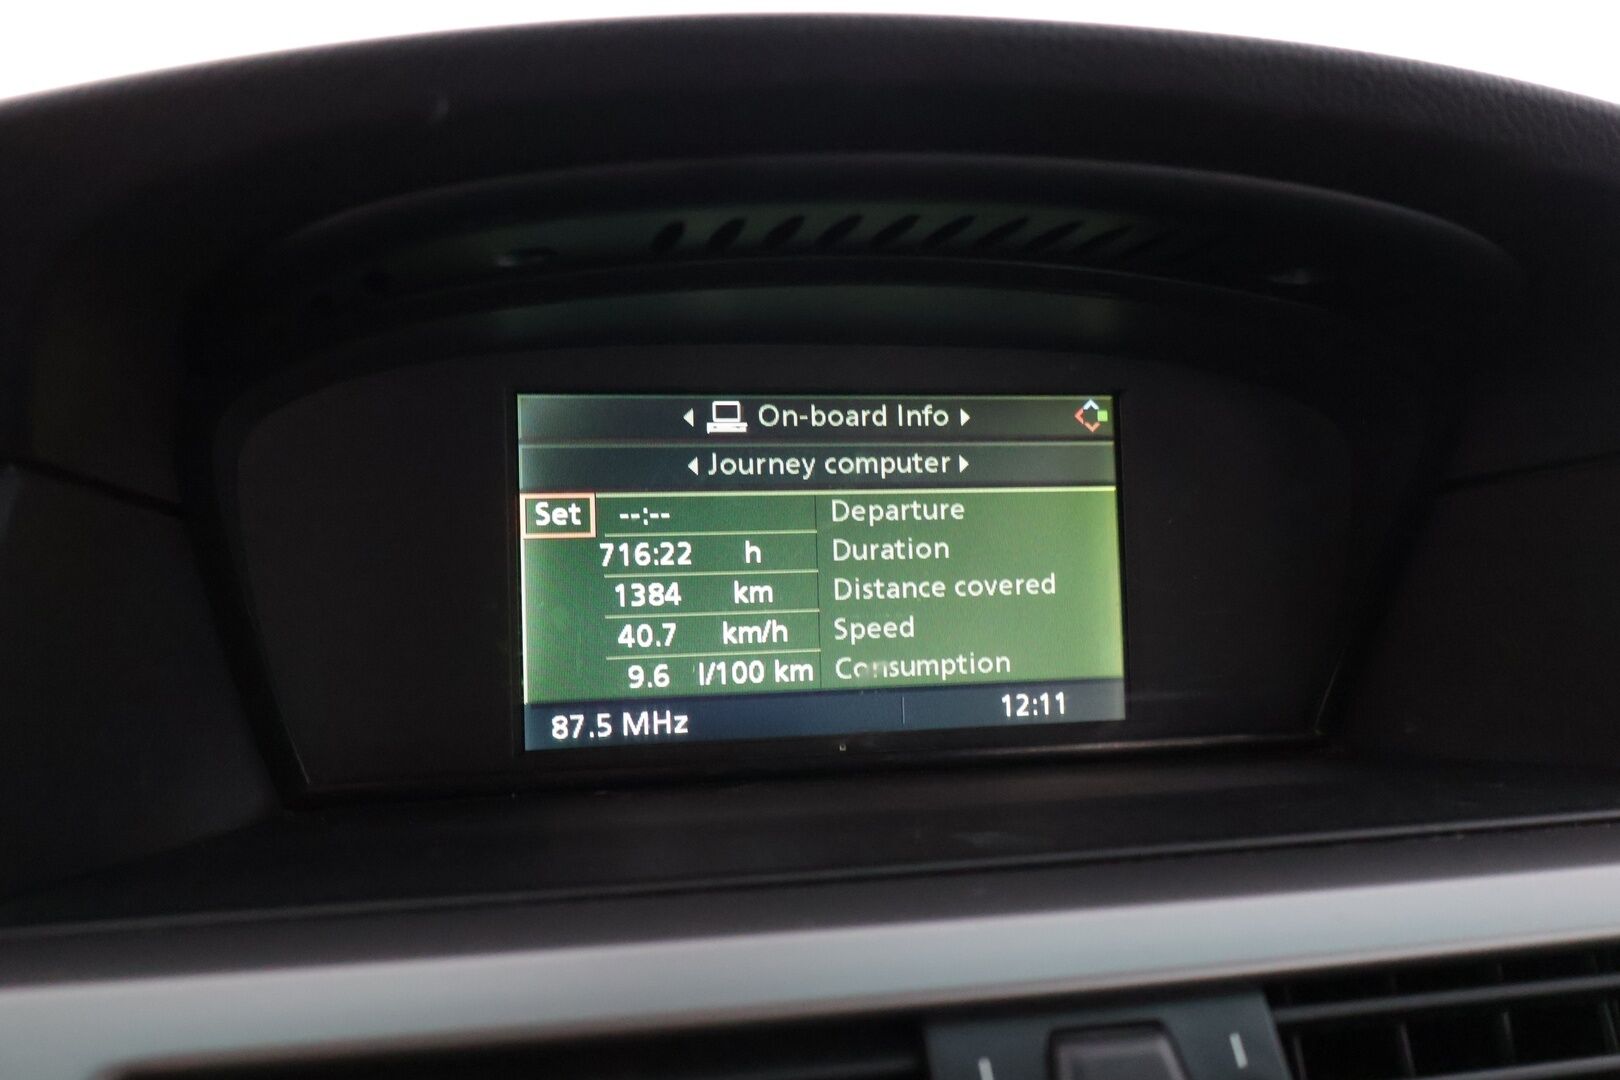 On-board Info
Journey computer
Set --:-- Departure
716:22 h Duration
1384 km Distance covered
40.7 km/h Speed
9.6 l/100 km Consumption
87.5 MHz 12:11